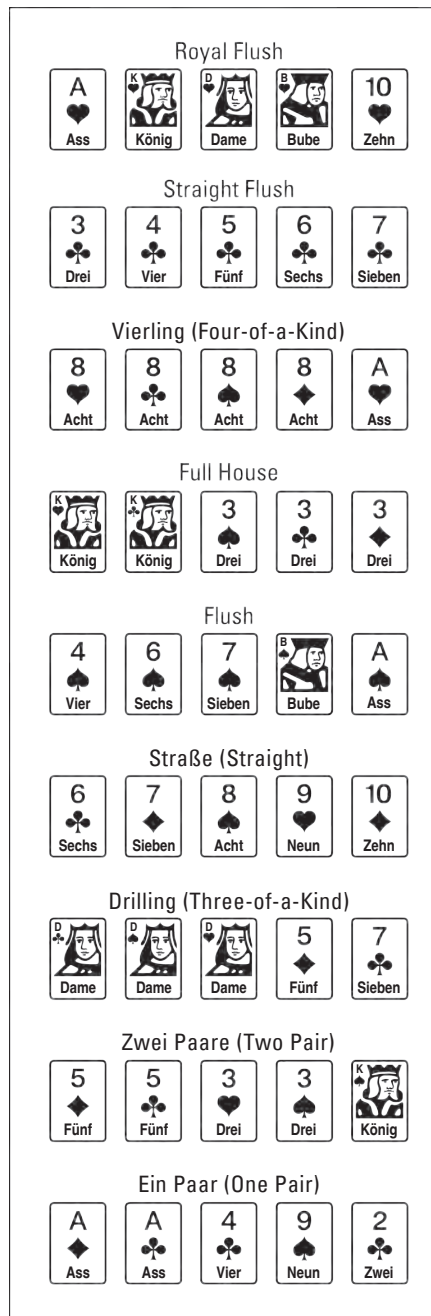 Royal Flush
A K D B 10
Ass König Dame Bube Zehn
Straight Flush
3 4 5 6 7
Drei Vier Fünf Sechs Sieben
Vierling (Four-of-a-Kind)
8 8 8 8 A
Acht Acht Acht Acht Ass
Full House
K K 3 3 3
König König Drei Drei Drei
Flush
4 6 7 B A
Vier Sechs Sieben Bube Ass
Straße (Straight)
6 7 8 9 10
Sechs Sieben Acht Neun Zehn
Drilling (Three-of-a-Kind)
D D D 5 7
Dame Dame Dame Fünf Sieben
Zwei Paare (Two Pair)
5 5 3 3 K
Fünf Fünf Drei Drei König
Ein Paar (One Pair)
A A 4 9 2
Ass Ass Vier Neun Zwei